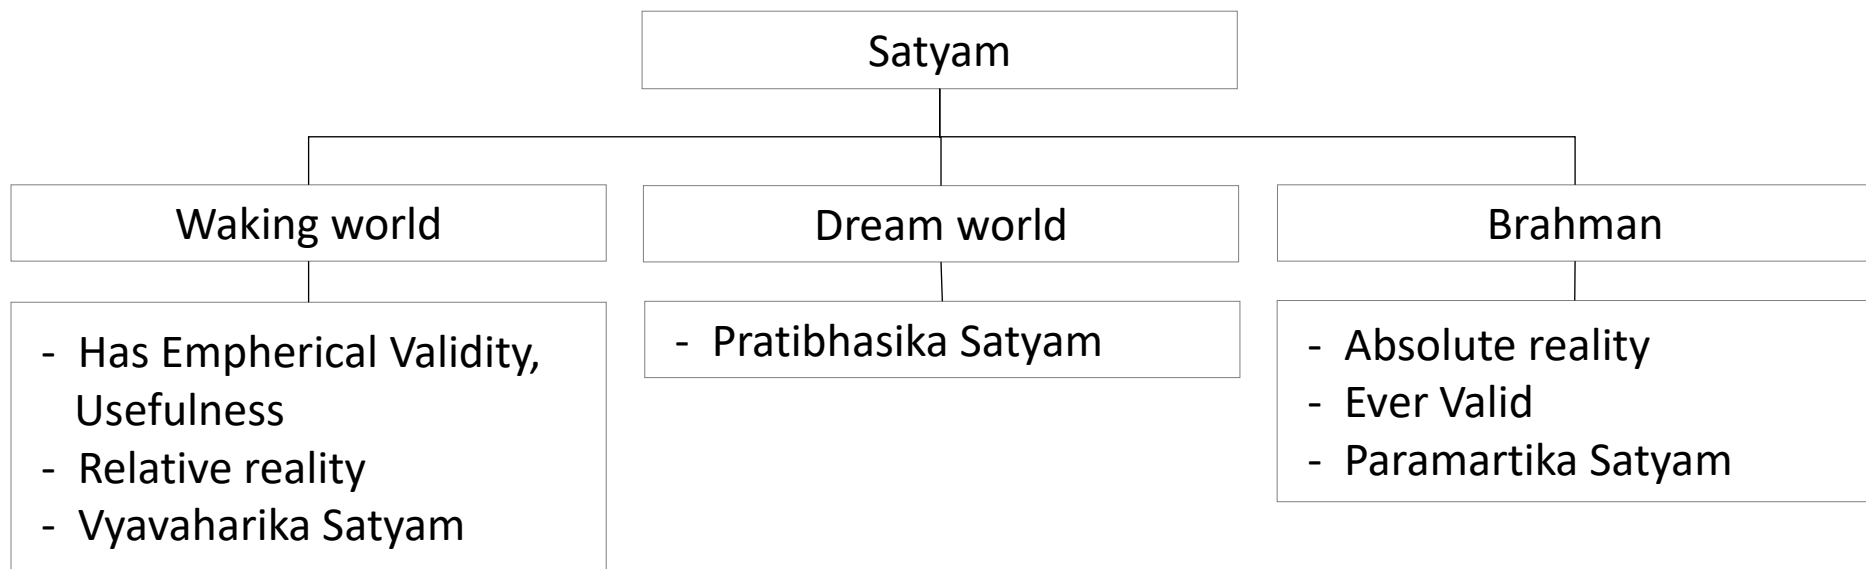 Satyam
Waking world
Dream world
Brahman
- Has Empherical Validity,
Usefulness
- Relative reality
- Vyavaharika Satyam
- Pratibhasika Satyam
- Absolute reality
- Ever Valid
- Paramartika Satyam